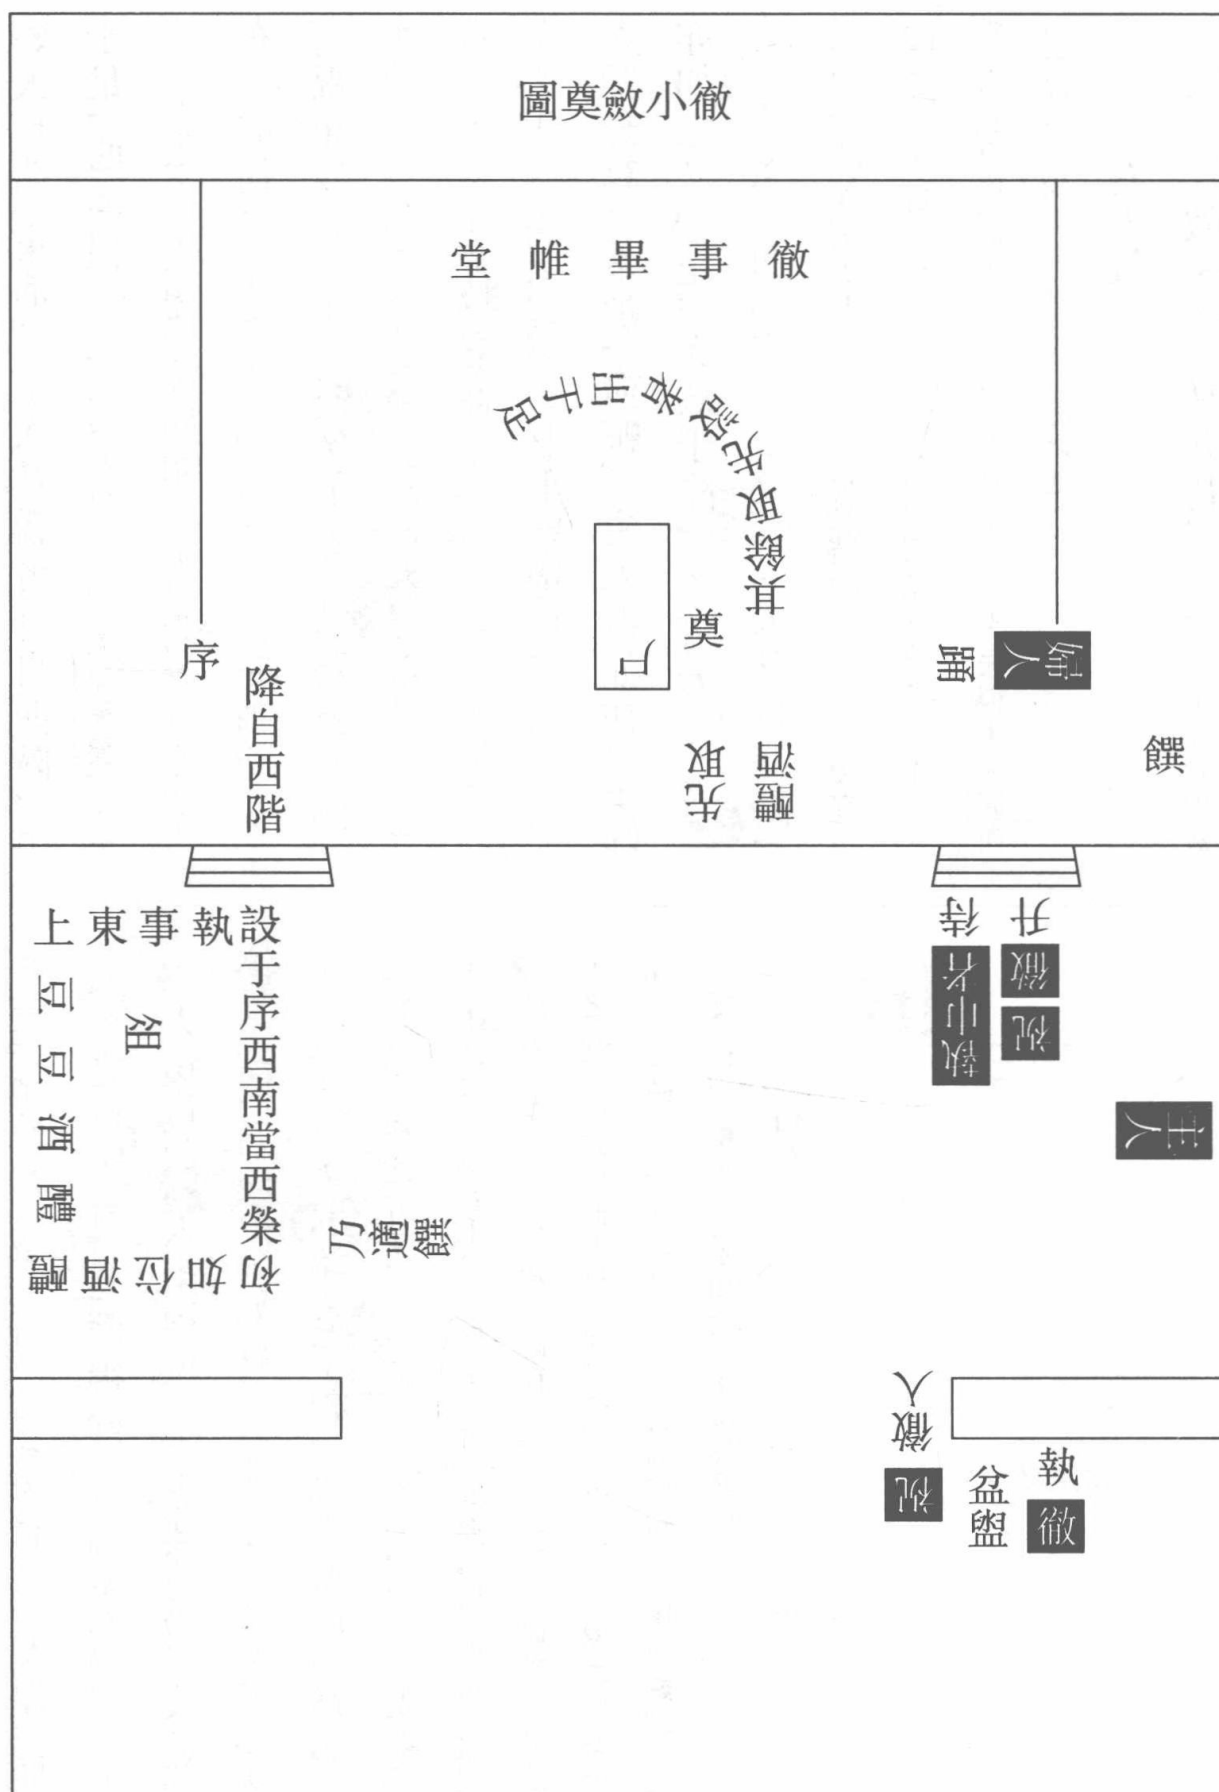 徹小斂奠圖
徹事畢帷堂
其餘取先設者出于足
尸
奠
婦人
踊
序
降自西階
醴酒
先取
饌
設于序西南當西榮
執事東上
豆豆酒醴
俎
醴酒位如初
乃適饌
祝徹升
執巾者待
主人
祝徹入
盆盥
執徹